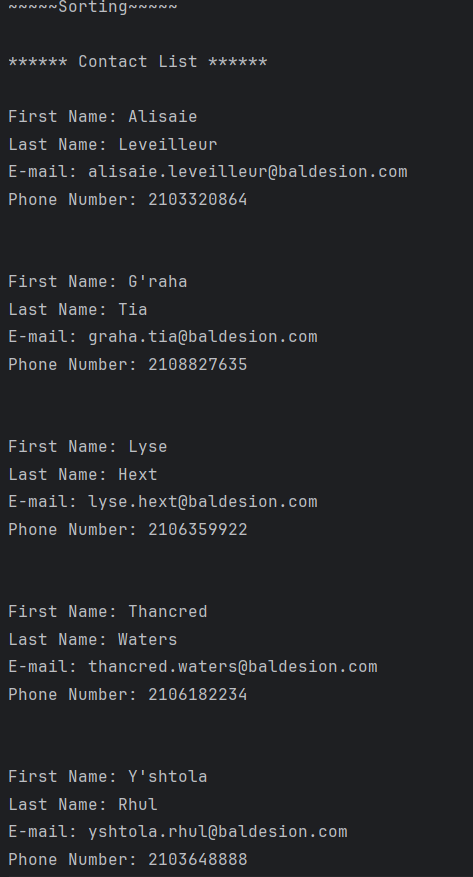 ~~~~~Sorting~~~~~
****** Contact List ******
First Name: Alisaie
Last Name: Leveilleur
E-mail: alisaie.leveilleur@baldesion.com
Phone Number: 2103320864
First Name: G'raha
Last Name: Tia
E-mail: graha.tia@baldesion.com
Phone Number: 2108827635
First Name: Lyse
Last Name: Hext
E-mail: lyse.hext@baldesion.com
Phone Number: 2106359922
First Name: Thancred
Last Name: Waters
E-mail: thancred.waters@baldesion.com
Phone Number: 2106182234
First Name: Y'shtola
Last Name: Rhul
E-mail: yshtola.rhul@baldesion.com
Phone Number: 2103648888